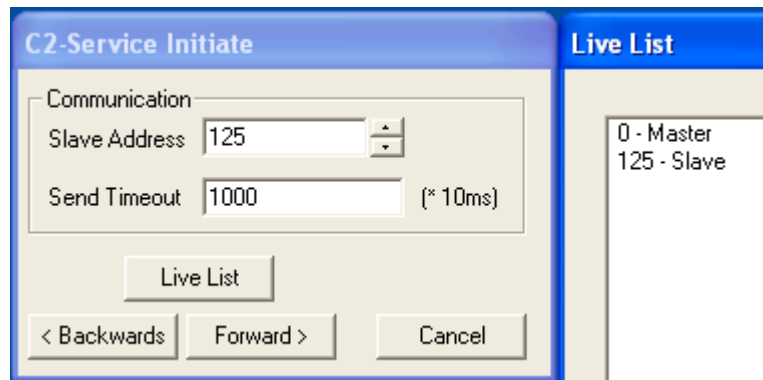 C2-Service Initiate
Communication
Slave Address 125
Send Timeout 1000 (* 10ms)
Live List
< Backwards Forward > Cancel
Live List
0 - Master
125 - Slave